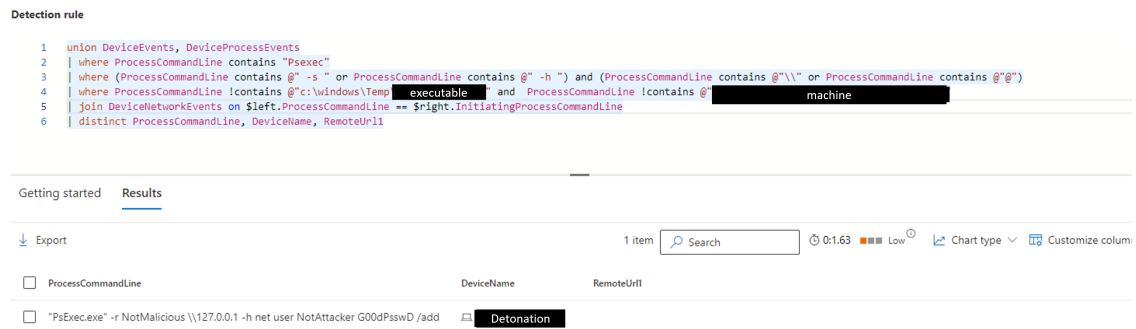 Detection rule
1 union DeviceEvents, DeviceProcessEvents
2 | where ProcessCommandLine contains "Psexec"
3 | where (ProcessCommandLine contains @" -s " or ProcessCommandLine contains @" -h ") and (ProcessCommandLine contains @"\\" or ProcessCommandLine contains @"@")
4 | where ProcessCommandLine !contains @"c:\windows\Temp\ executable " and ProcessCommandLine !contains @" machine
5 | join DeviceNetworkEvents on $left.ProcessCommandLine == $right.InitiatingProcessCommandLine
6 | distinct ProcessCommandLine, DeviceName, RemoteUrl1
Getting started Results
Export 1 item Search 0:1.63 Low Chart type Customize colum
ProcessCommandLine DeviceName RemoteUrl1
"PsExec.exe" -r NotMalicious \\127.0.0.1 -h net user NotAttacker G00dPsswD /add Detonation